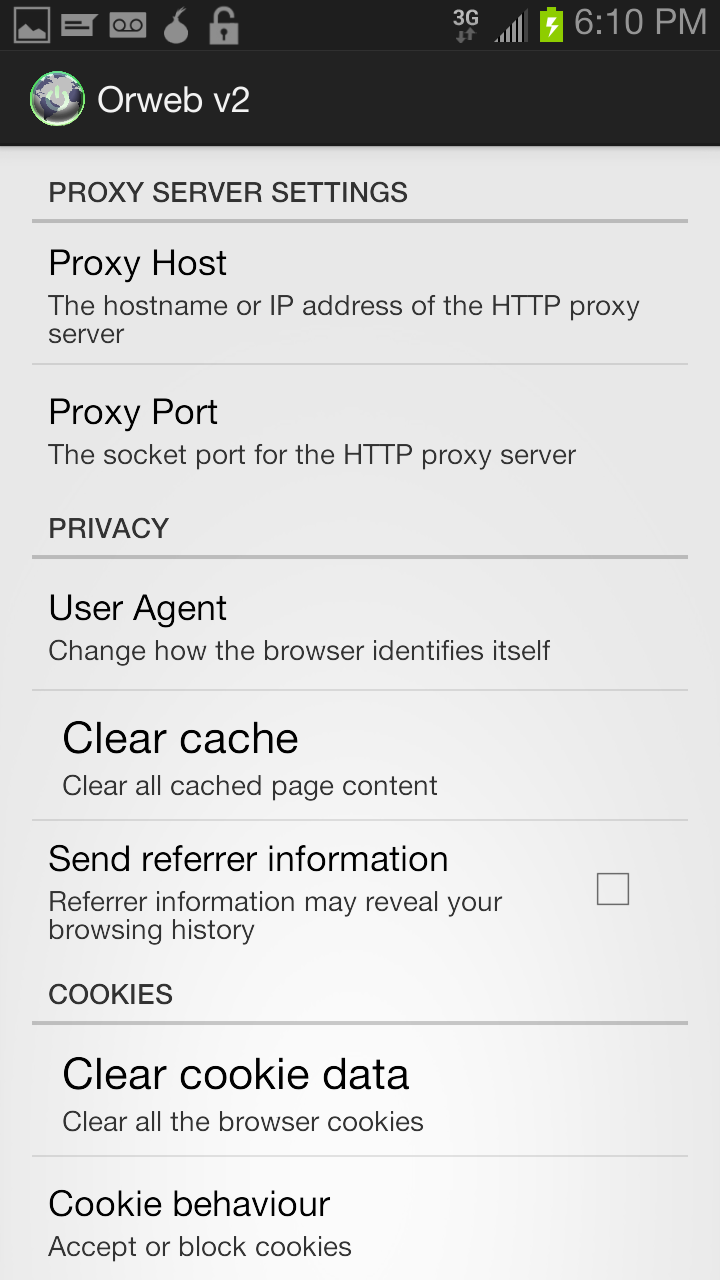 3G 6:10 PM
Orweb v2
PROXY SERVER SETTINGS
Proxy Host
The hostname or IP address of the HTTP proxy
server
Proxy Port
The socket port for the HTTP proxy server
PRIVACY
User Agent
Change how the browser identifies itself
Clear cache
Clear all cached page content
Send referrer information
Referrer information may reveal your
browsing history
COOKIES
Clear cookie data
Clear all the browser cookies
Cookie behaviour
Accept or block cookies